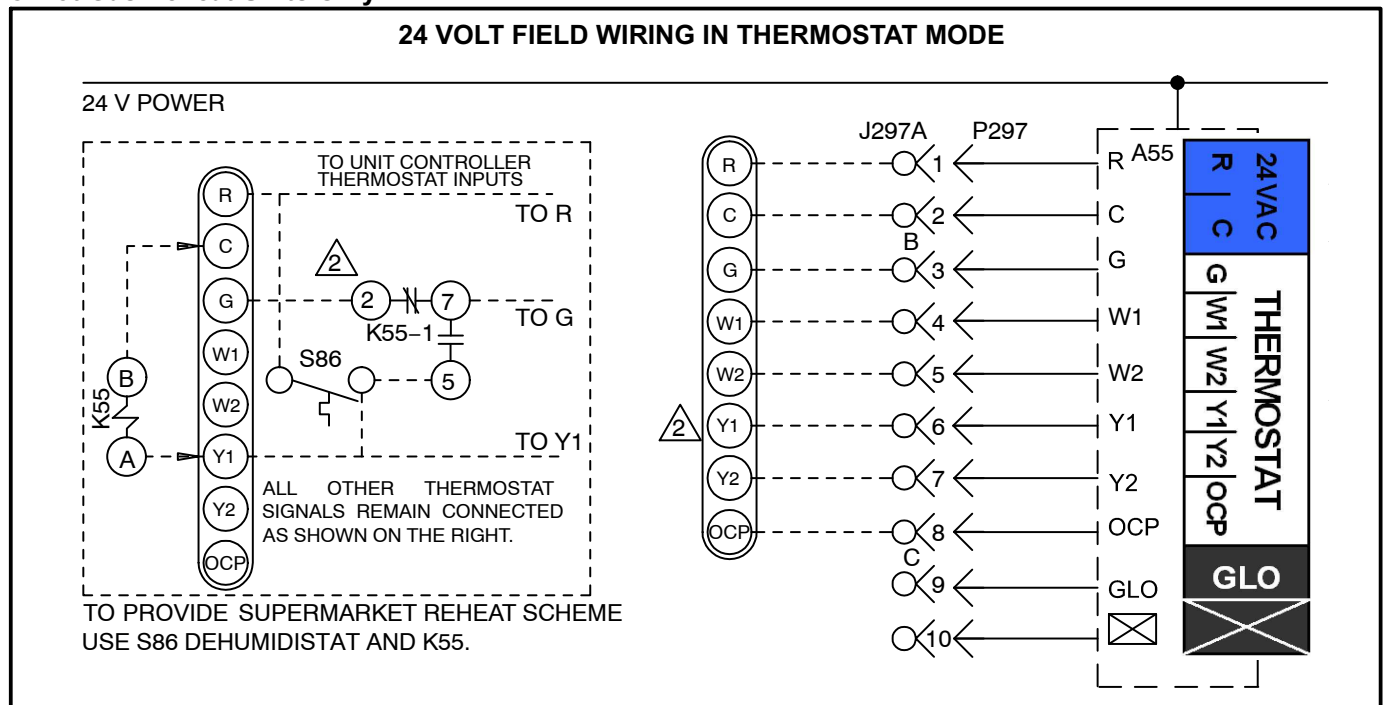 24 VOLT FIELD WIRING IN THERMOSTAT MODE
24 V POWER
TO UNIT CONTROLLER
THERMOSTAT INPUTS
R
TO R
C
2
G
2
7
TO G
K55-1
W1
S86
5
B
K55
W2
A
Y1
TO Y1
Y2
ALL OTHER THERMOSTAT
SIGNALS REMAIN CONNECTED
AS SHOWN ON THE RIGHT.
OCP
TO PROVIDE SUPERMARKET REHEAT SCHEME
USE S86 DEHUMIDISTAT AND K55.
J297A P297
R 1 R A55
C 2 C
B
G 3 G
W1 4 W1
W2 5 W2
2
Y1 6 Y1
Y2 7 Y2
OCP 8 OCP
C
9 GLO
10
R C
24VAC
G W1 W2 Y1 Y2 OCP
THERMOSTAT
GLO